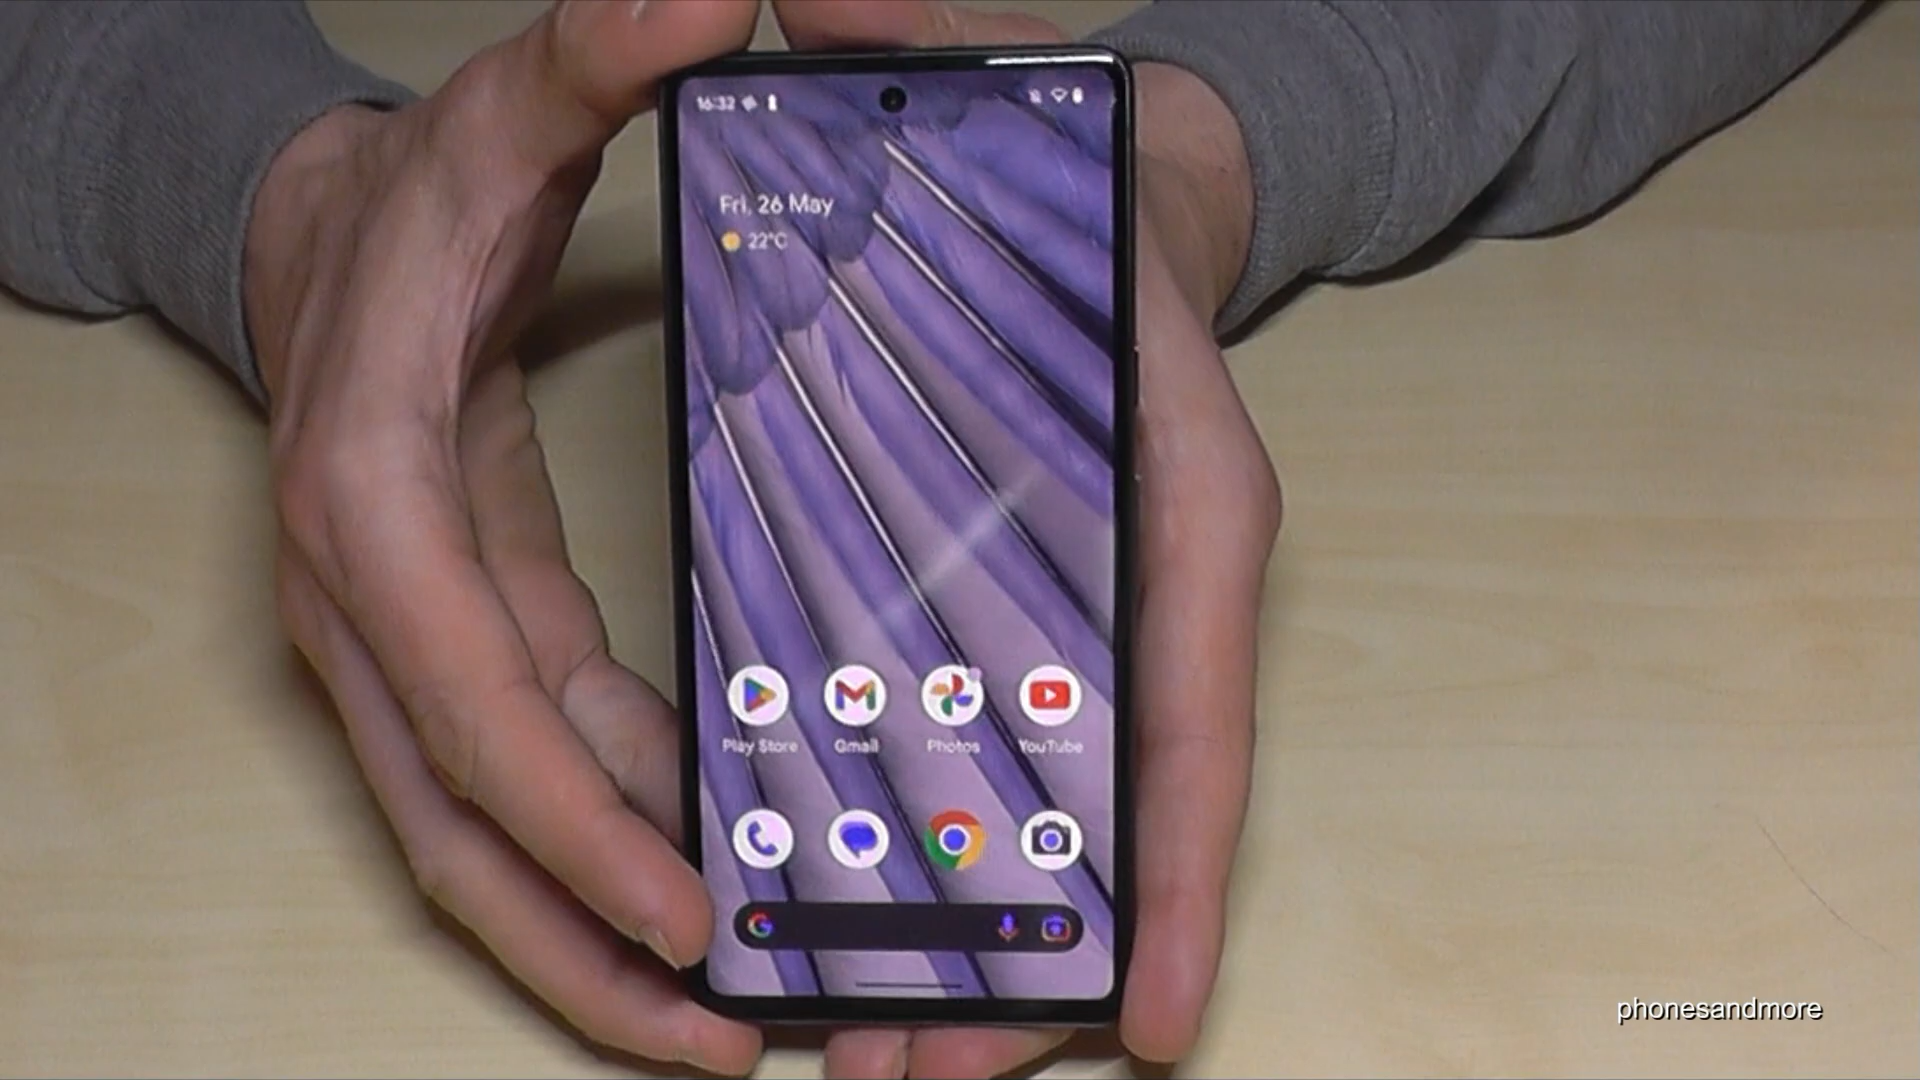 16:32
Fri, 26 May
22°C
Play Store
Gmail
Photos
YouTube
phonesandmore